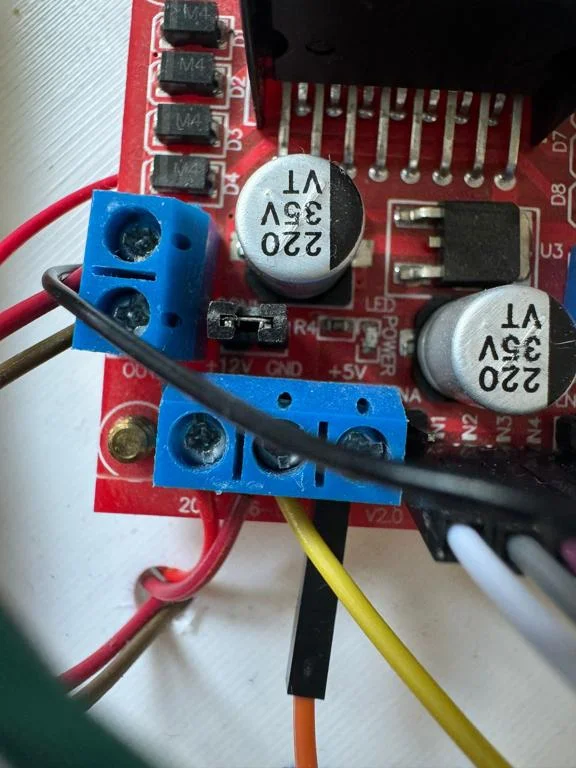 M4
D1
M4
D2
M4
D3
M4
D4
D7
D8
220
35V
VT
U3
R4
LED
POWER
220
35V
VT
+12V
GND
+5V
IN2
IN3
IN4
V2.0